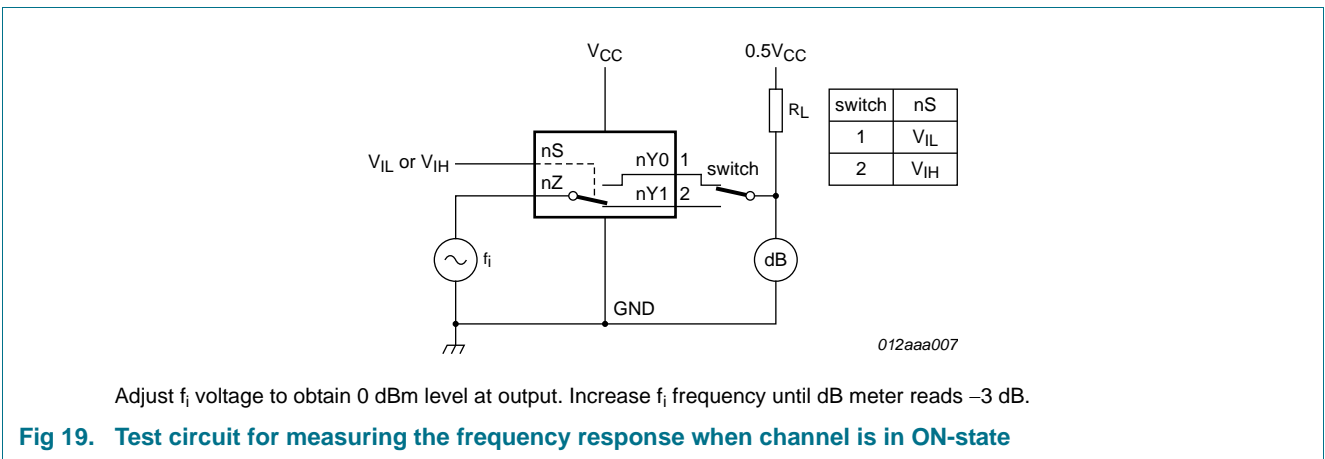 VCC
0.5VCC
RL
switch nS
1 VIL
2 VIH
VIL or VIH
nS
nZ
nY0 1
nY1 2
switch
fi
dB
GND
012aaa007
Adjust fi voltage to obtain 0 dBm level at output. Increase fi frequency until dB meter reads −3 dB.
Fig 19. Test circuit for measuring the frequency response when channel is in ON-state